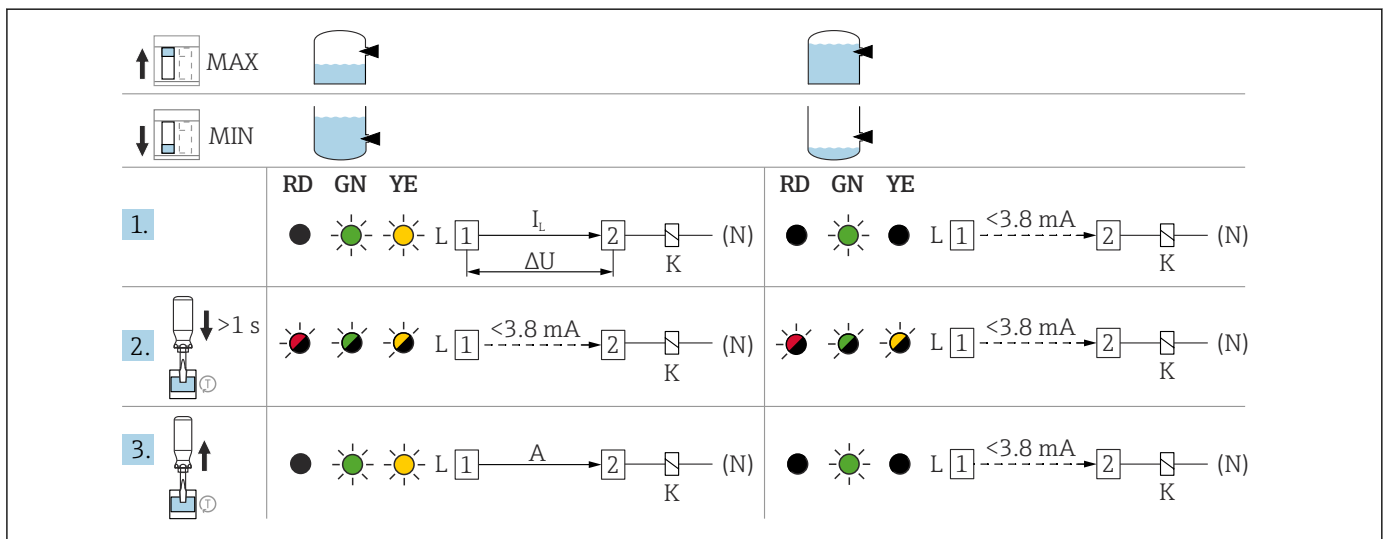 MAX
MIN
RD GN YE RD GN YE
1. L 1 I_L 2 (N) L 1 <3.8 mA 2 (N)
ΔU K K
2. >1 s L 1 <3.8 mA 2 (N) L 1 <3.8 mA 2 (N)
T K K
3. L 1 A 2 (N) L 1 <3.8 mA 2 (N)
T K K